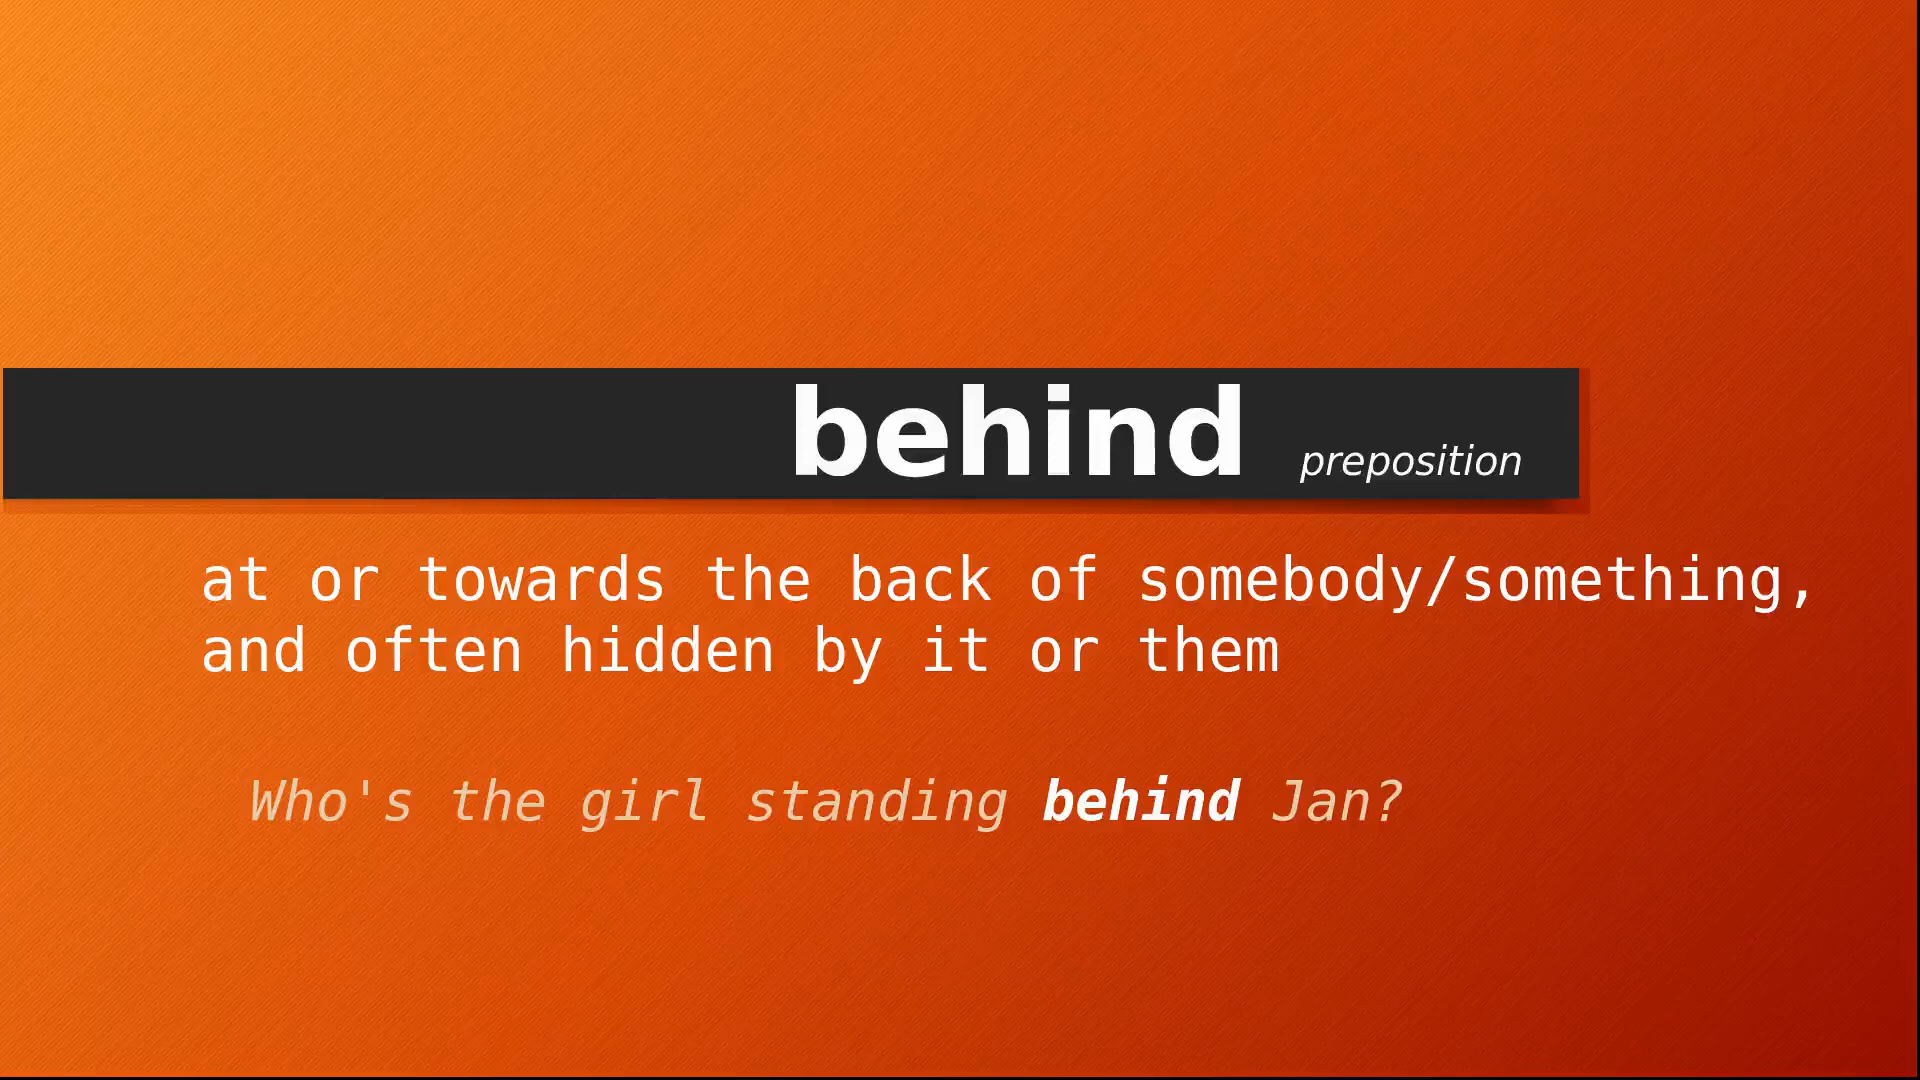 behind preposition
at or towards the back of somebody/something,
and often hidden by it or them
Who's the girl standing behind Jan?